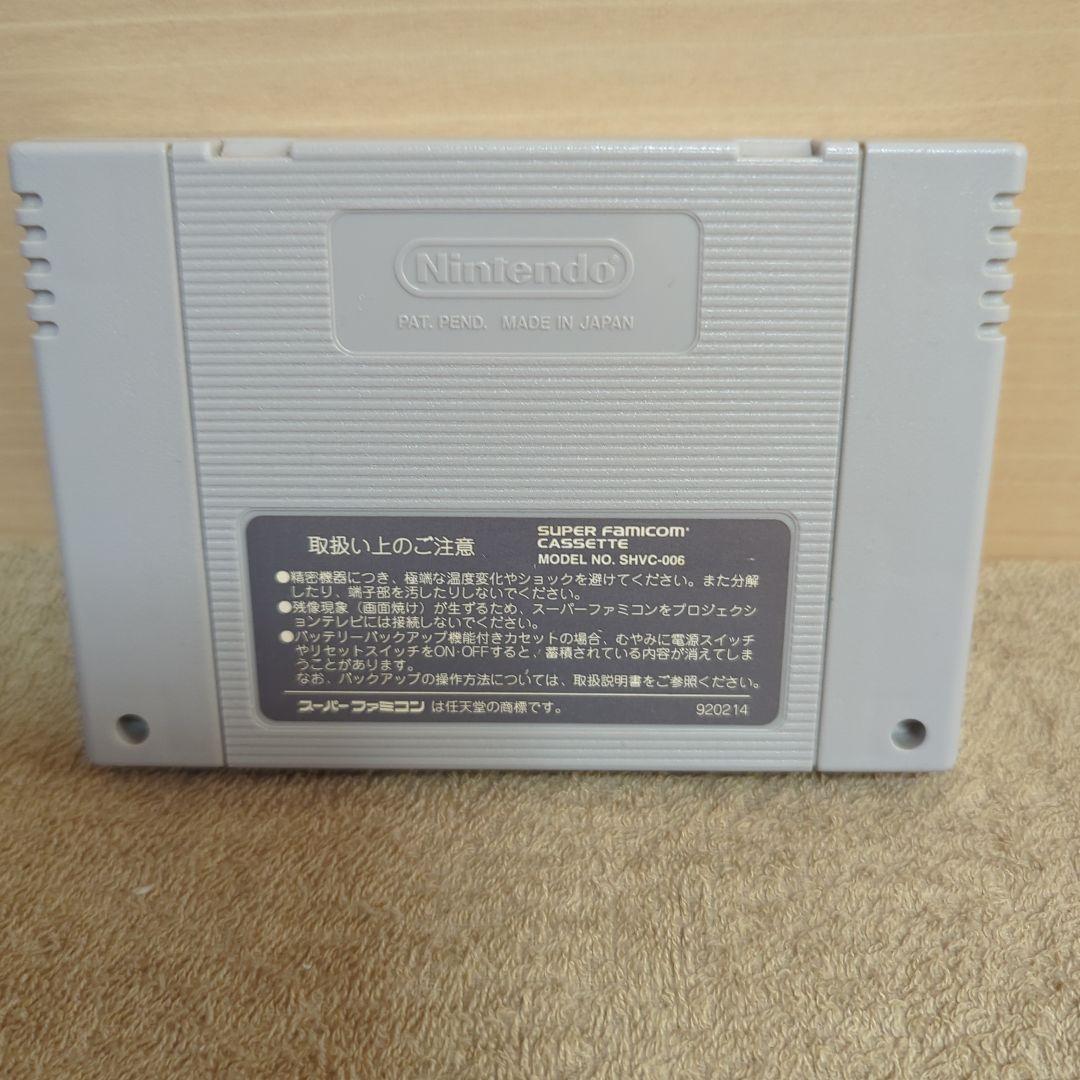 Nintendo
PAT. PEND. MADE IN JAPAN
取扱い上のご注意
SUPER FAMICOM
CASSETTE
MODEL NO. SHVC-006
●精密機器につき、極端な温度変化やショックを避けてください。また分解
したり、端子部を汚したりしないでください。
●残像現象（画面焼け）が生ずるため、スーパーファミコンをプロジェクシ
ョンテレビには接続しないでください。
●バッテリーバックアップ機能付きカセットの場合、むやみに電源スイッチ
やリセットスイッチをON・OFFすると、蓄積されている内容が消えてしま
うことがあります。
なお、バックアップの操作方法については、取扱説明書をご参照ください。
スーパーファミコン は任天堂の商標です。
920214